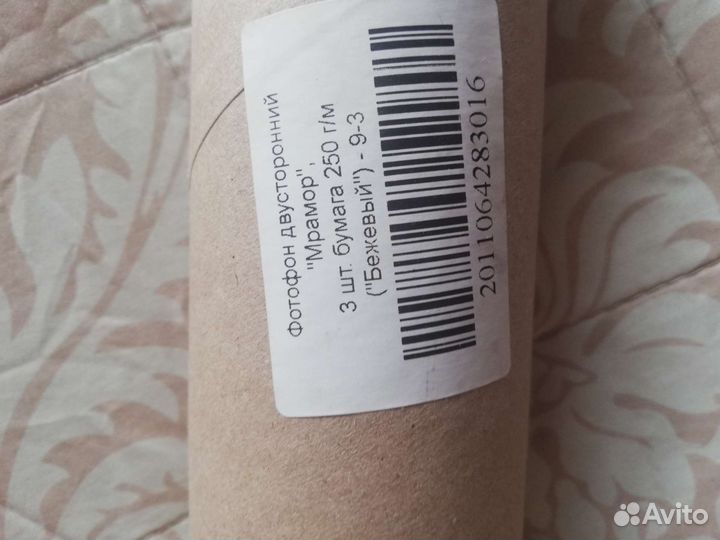 Фотофон двусторонний
"Мрамор",
3 шт. бумага 250 г/м
("Бежевый") - 9-3
2011064283016
Avito